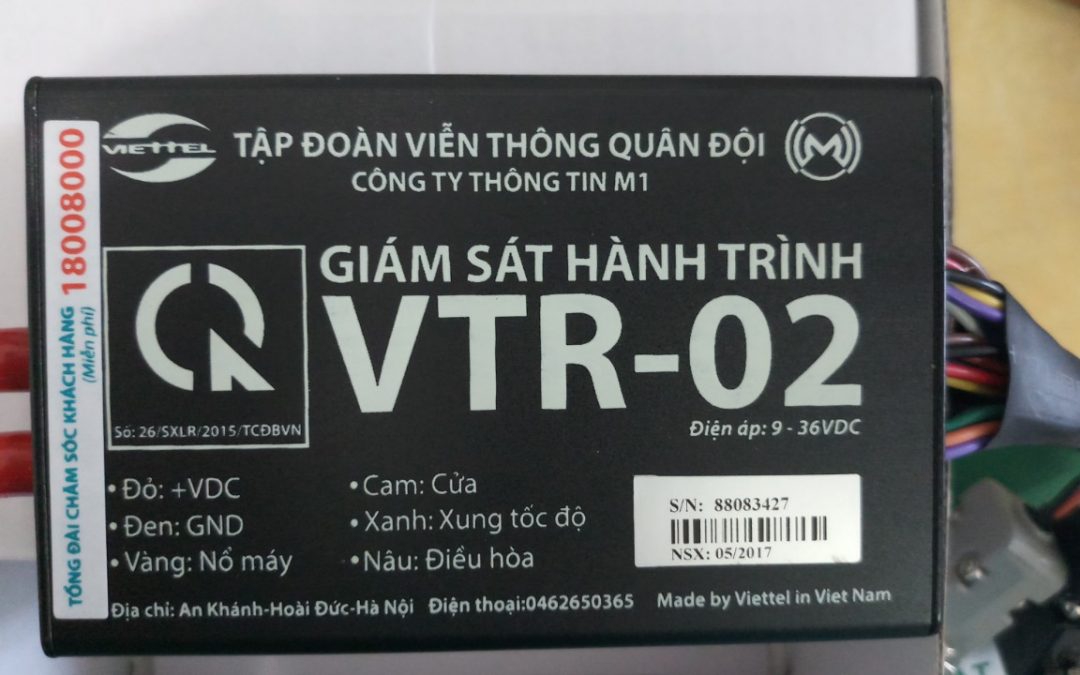 VIETTEL
TẬP ĐOÀN VIỄN THÔNG QUÂN ĐỘI
M
CÔNG TY THÔNG TIN M1
GIÁM SÁT HÀNH TRÌNH
VTR-02
Điện áp: 9 - 36VDC
Số: 26/SXLR/2015/TCĐBVN
• Đỏ: +VDC
• Đen: GND
• Vàng: Nổ máy
• Cam: Cửa
• Xanh: Xung tốc độ
• Nâu: Điều hòa
S/N: 88083427
NSX: 05/2017
Địa chỉ: An Khánh-Hoài Đức-Hà Nội Điện thoại:0462650365 Made by Viettel in Viet Nam
TỔNG ĐÀI CHĂM SÓC KHÁCH HÀNG 18008000
(Miễn phí)